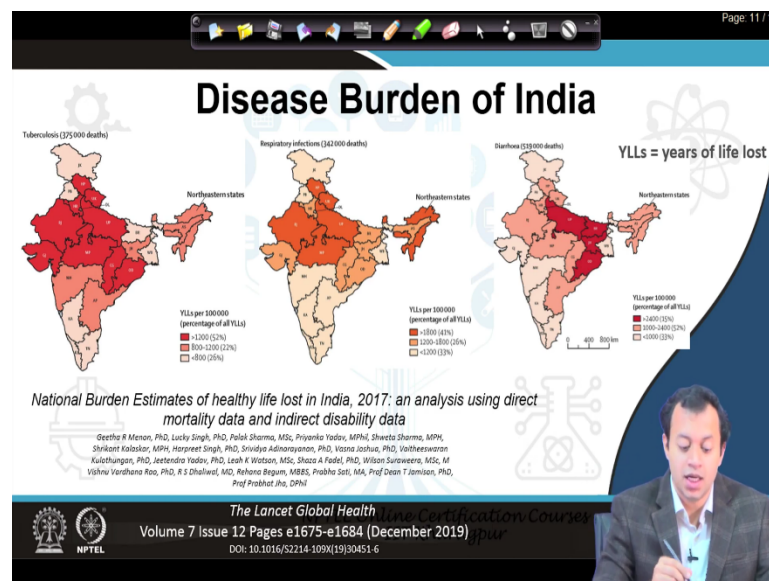 Page: 11 / 1
Disease Burden of India
Tuberculosis (375 000 deaths)
Northeastern states
YLLs per 100 000
(percentage of all YLLs)
>1200 (52%)
800–1200 (22%)
<800 (26%)
Respiratory infections (342 000 deaths)
Northeastern states
YLLs per 100 000
(percentage of all YLLs)
>1800 (41%)
1200-1800 (26%)
<1200 (33%)
Diarrhoea (519 000 deaths)
Northeastern states
YLLs per 100 000
(percentage of all YLLs)
>2400 (15%)
1000-2400 (52%)
<1000 (33%)
0 400 800 km
YLLs = years of life lost
National Burden Estimates of healthy life lost in India, 2017: an analysis using direct
mortality data and indirect disability data
Geetha R Menon, PhD, Lucky Singh, PhD, Palak Sharma, MSc, Priyanka Yadav, MPhil, Shweta Sharma, MPH,
Shrikant Kalaskar, MPH, Harpreet Singh, PhD, Srividya Adinarayanan, PhD, Vasna Joshua, PhD, Vaitheeswaran
Kulothungan, PhD, Jeetendra Yadav, PhD, Leah K Watson, MSc, Shaza A Fadel, PhD, Wilson Suraweera, MSc, M
Vishnu Vardhana Rao, PhD, R S Dhaliwal, MD, Rehana Begum, MBBS, Prabha Sati, MA, Prof Dean T Jamison, PhD,
Prof Prabhat Jha, DPhil
The Lancet Global Health
NPTEL Online Certification Courses
Volume 7 Issue 12 Pages e1675-e1684 (December 2019)
DOI: 10.1016/S2214-109X(19)30451-6
NPTEL